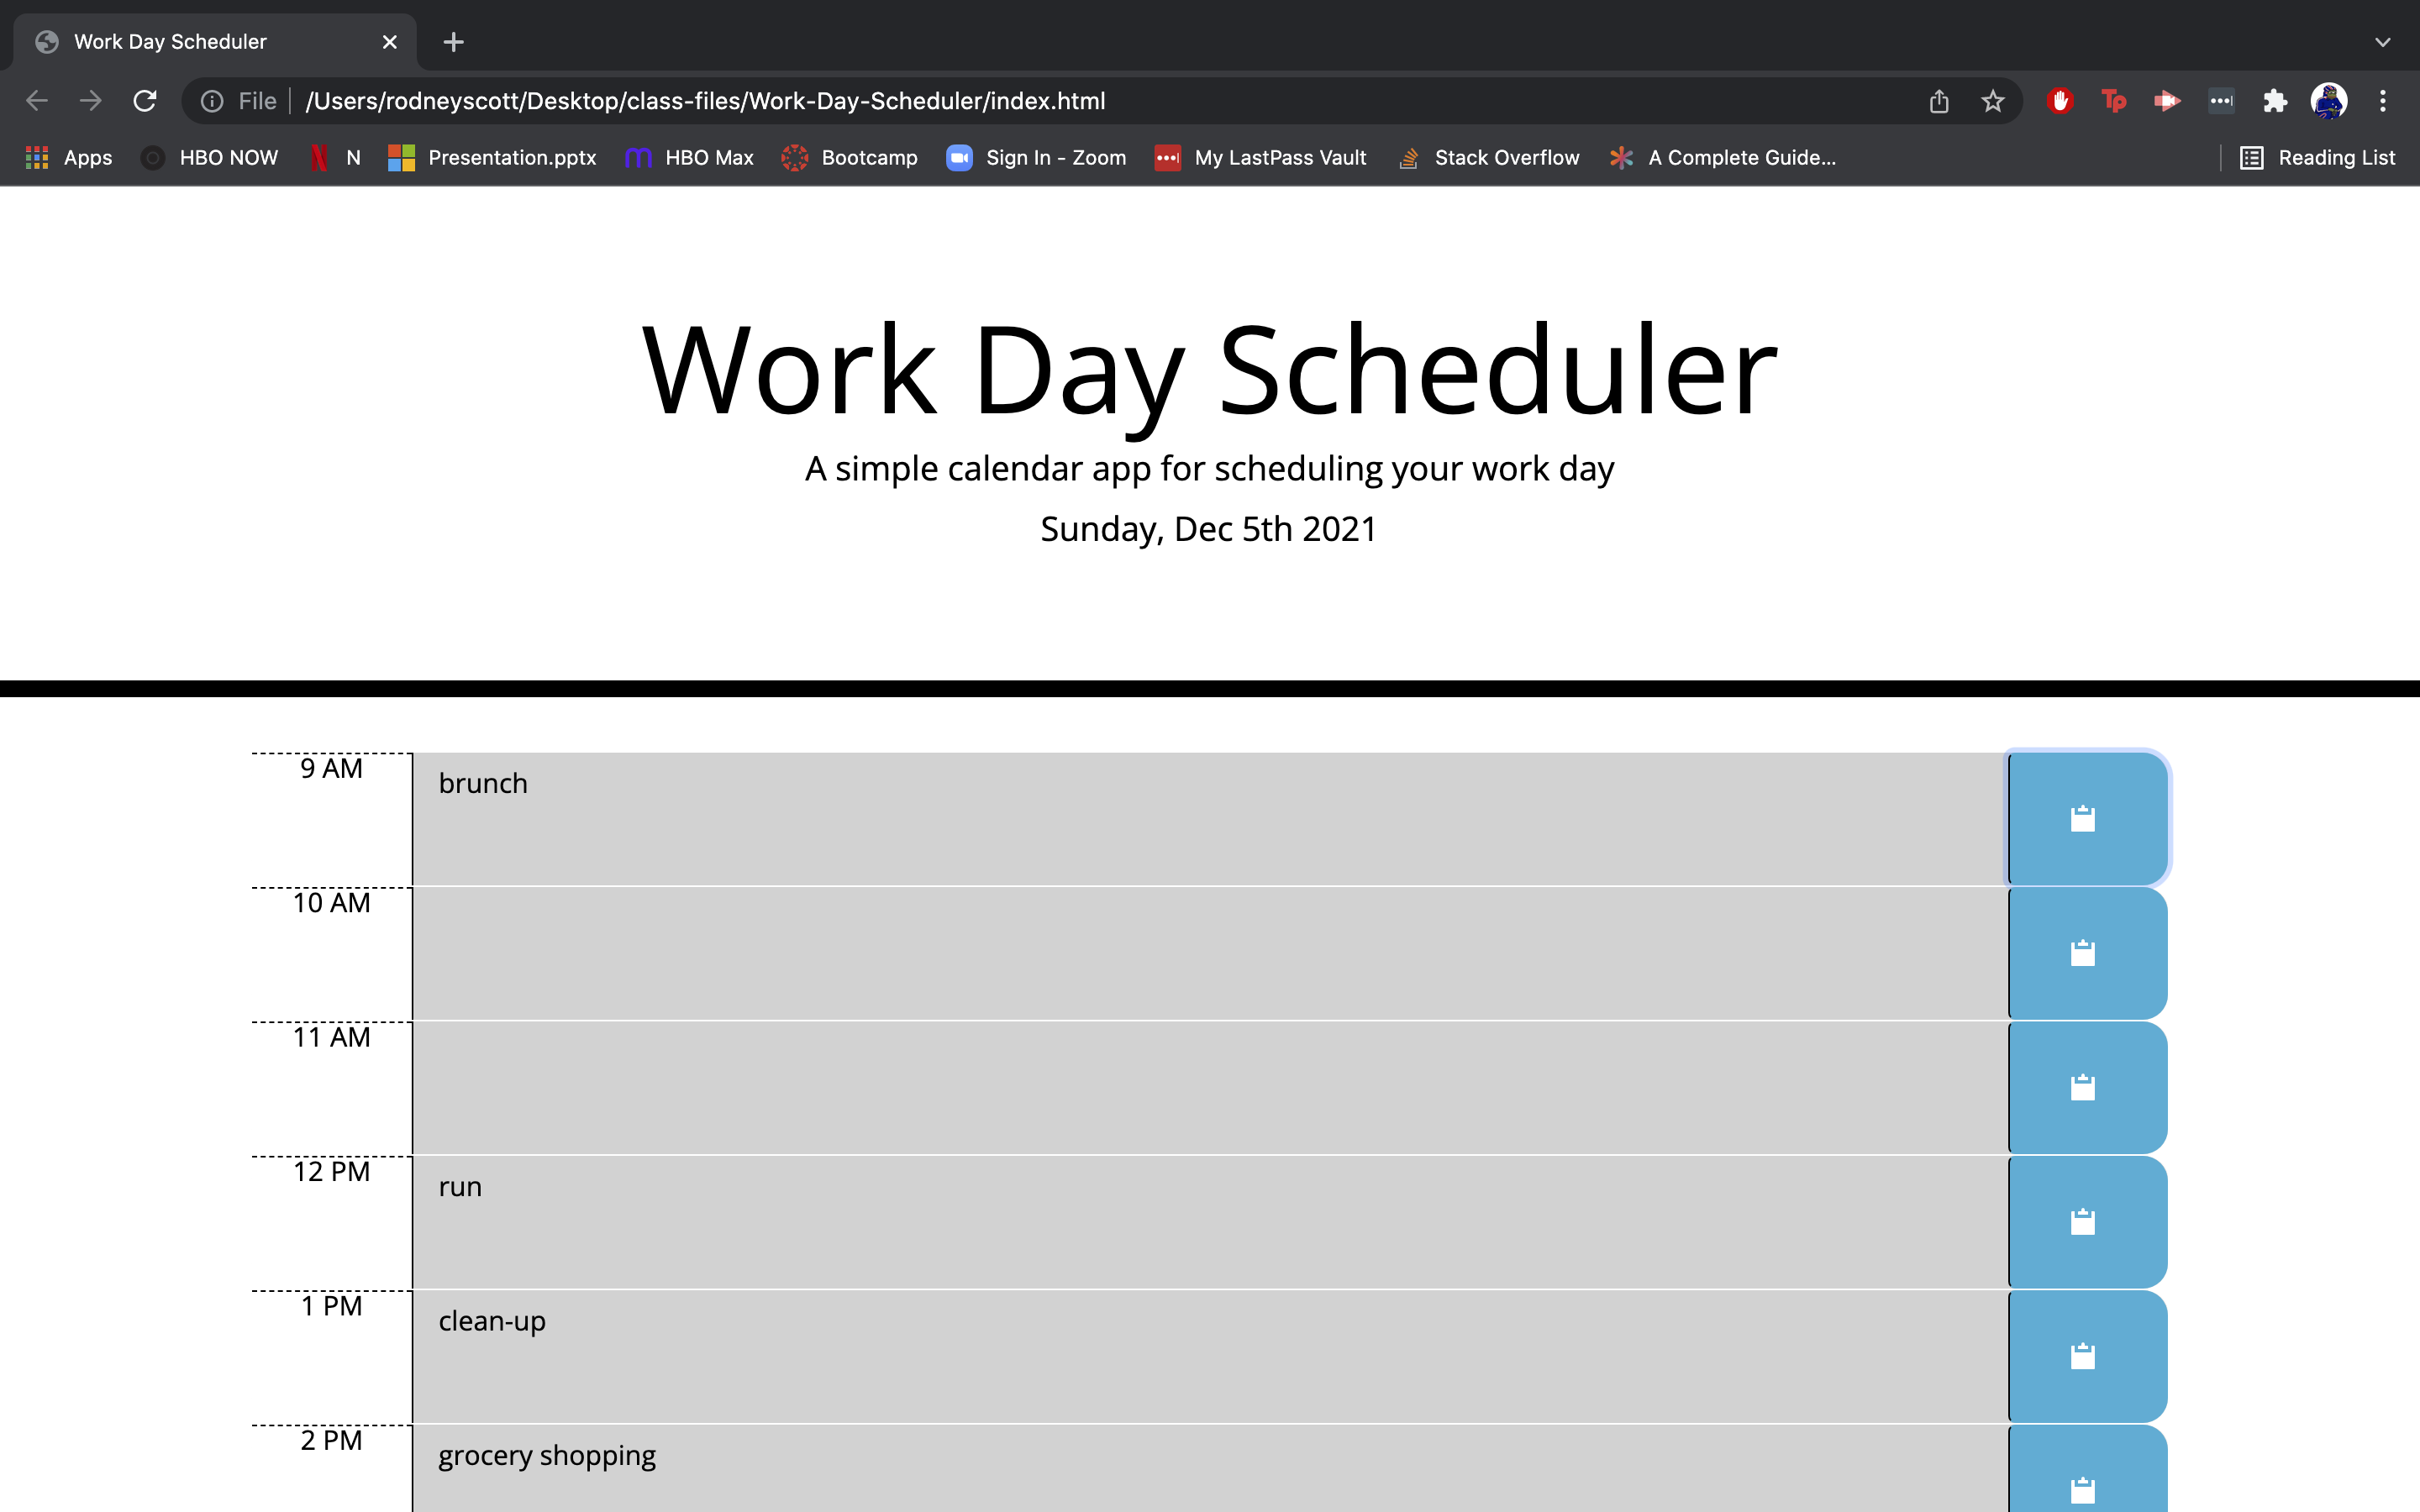 Work Day Scheduler
File /Users/rodneyscott/Desktop/class-files/Work-Day-Scheduler/index.html
Tp
Apps HBO NOW N Presentation.pptx HBO Max Bootcamp Sign In - Zoom My LastPass Vault Stack Overflow A Complete Guide... Reading List
Work Day Scheduler
A simple calendar app for scheduling your work day
Sunday, Dec 5th 2021
9 AM brunch
10 AM
11 AM
12 PM run
1 PM clean-up
2 PM grocery shopping